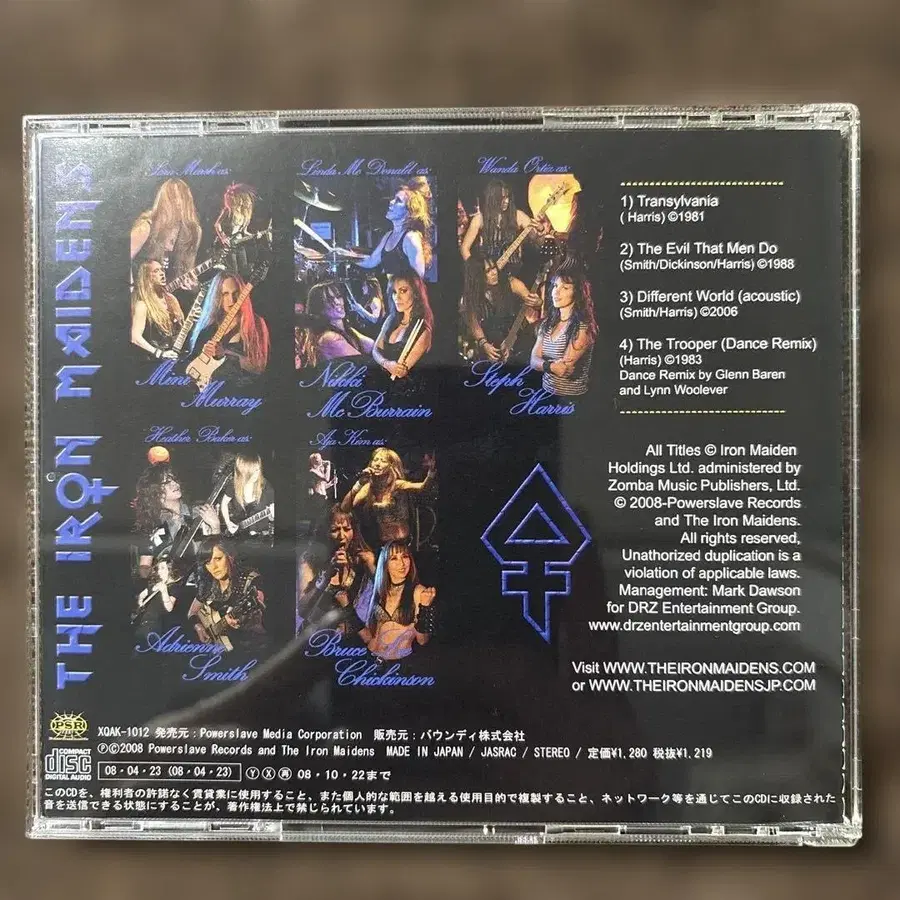 THE IRON MAIDENS
Linda Mc Donald as:
Wanda Ortiz as:
Mini
Murray
Nikki
Mc Burrain
Steph
Harris
Heather Baker as:
Aja Kim as:
Adrienne
Smith
Bruce
Chickinson
1) Transylvania
( Harris) ©1981
2) The Evil That Men Do
(Smith/Dickinson/Harris) ©1988
3) Different World (acoustic)
(Smith/Harris) ©2006
4) The Trooper (Dance Remix)
(Harris) ©1983
Dance Remix by Glenn Baren
and Lynn Woolever
All Titles © Iron Maiden
Holdings Ltd. administered by
Zomba Music Publishers, Ltd.
© 2008-Powerslave Records
and The Iron Maidens.
All rights reserved,
Unathorized duplication is a
violation of applicable laws.
Management: Mark Dawson
for DRZ Entertainment Group.
www.drzentertainmentgroup.com
Visit WWW.THEIRONMAIDENS.COM
or WWW.THEIRONMAIDENSJP.COM
PSR
COMPACT
disc
DIGITAL AUDIO
XQAK-1012 発売元：Powerslave Media Corporation 販売元：バウンディ株式会社
Ⓟ©2008 Powerslave Records and The Iron Maidens MADE IN JAPAN / JASRAC / STEREO / 定価¥1,280 税抜¥1,219
08・04・23 (08・04・23) Ⓨ Ⓧ ㊐ 08・10・22まで
このCDを、権利者の許諾なく賃貸業に使用すること、また個人的な範囲を越える使用目的で複製すること、ネットワーク等を通じてこのCDに収録された
音を送信できる状態にすることが、著作権法上で禁じられています。